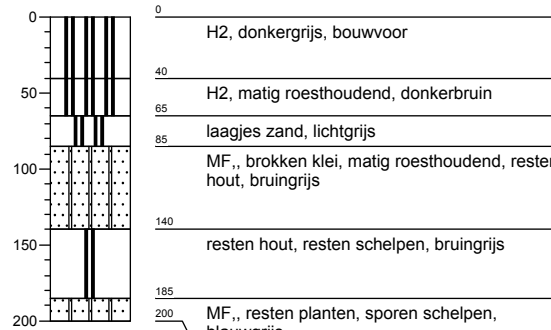 0
0
H2, donkergrijs, bouwvoor
40
H2, matig roesthoudend, donkerbruin
50
65
laagjes zand, lichtgrijs
85
MF,, brokken klei, matig roesthoudend, resten
hout, bruingrijs
100
140
resten hout, resten schelpen, bruingrijs
150
185
MF,, resten planten, sporen schelpen,
200
200